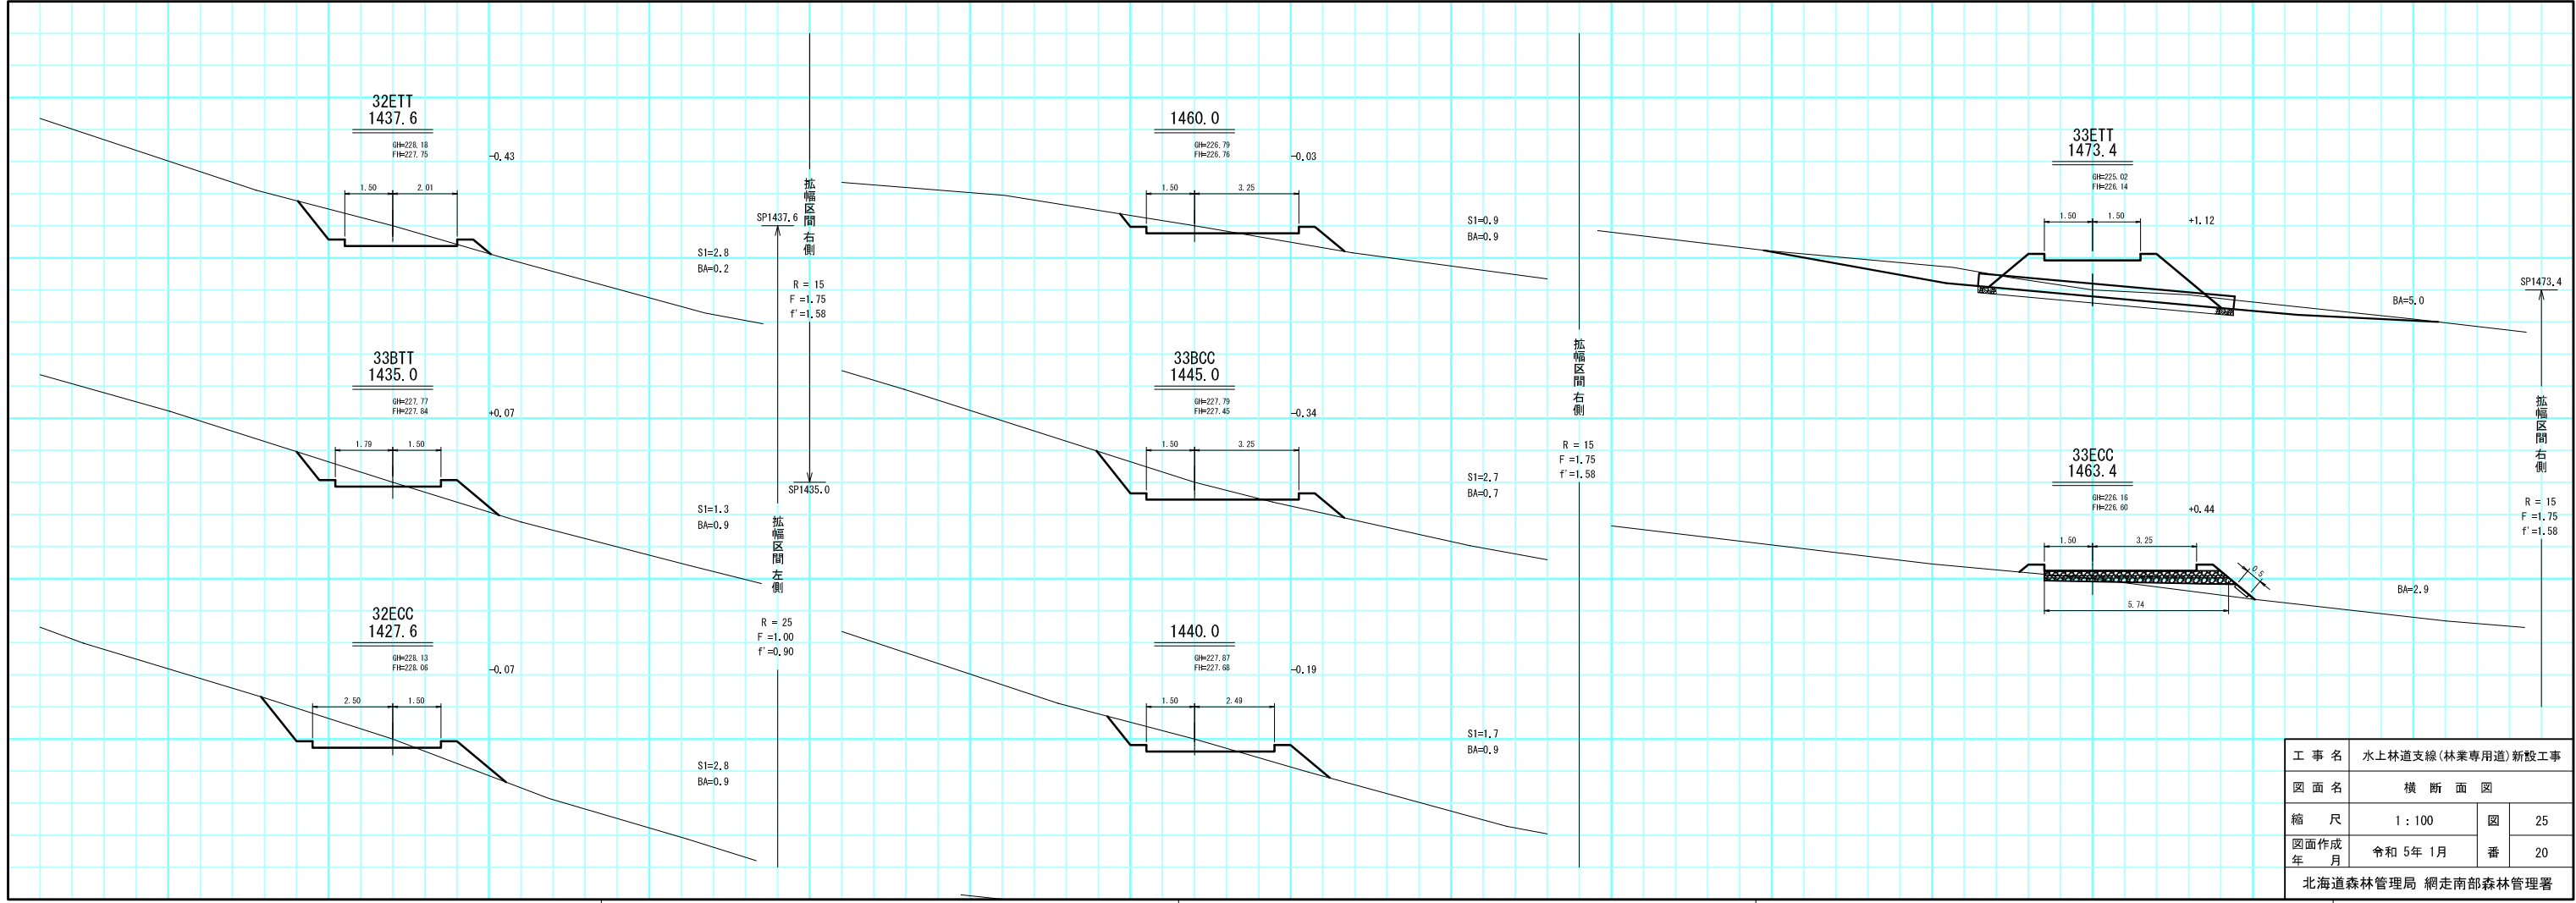 32ETT
1437.6
GH=228.18
FH=227.75
-0.43
1.50 2.01
S1=2.8
BA=0.2
33BTT
1435.0
GH=227.77
FH=227.84
+0.07
1.79 1.50
S1=1.3
BA=0.9
32ECC
1427.6
GH=228.13
FH=228.06
-0.07
2.50 1.50
S1=2.8
BA=0.9
拡幅区間 右側
SP1437.6
R = 15
F =1.75
f'=1.58
SP1435.0
拡幅区間 左側
R = 25
F =1.00
f'=0.90
1460.0
GH=226.79
FH=226.76
-0.03
1.50 3.25
S1=0.9
BA=0.9
33BCC
1445.0
GH=227.79
FH=227.45
-0.34
1.50 3.25
S1=2.7
BA=0.7
1440.0
GH=227.87
FH=227.68
-0.19
1.50 2.49
S1=1.7
BA=0.9
拡幅区間 右側
R = 15
F =1.75
f'=1.58
33ETT
1473.4
GH=225.02
FH=226.14
+1.12
1.50 1.50
BA=5.0
33ECC
1463.4
GH=226.16
FH=226.60
+0.44
1.50 3.25
0.5
5.74
BA=2.9
SP1473.4
拡幅区間 右側
R = 15
F =1.75
f'=1.58
工事名 水上林道支線(林業専用道)新設工事
図面名 横断面図
縮尺 1:100 図 25
図面作成年月 令和 5年 1月 番 20
北海道森林管理局 網走南部森林管理署